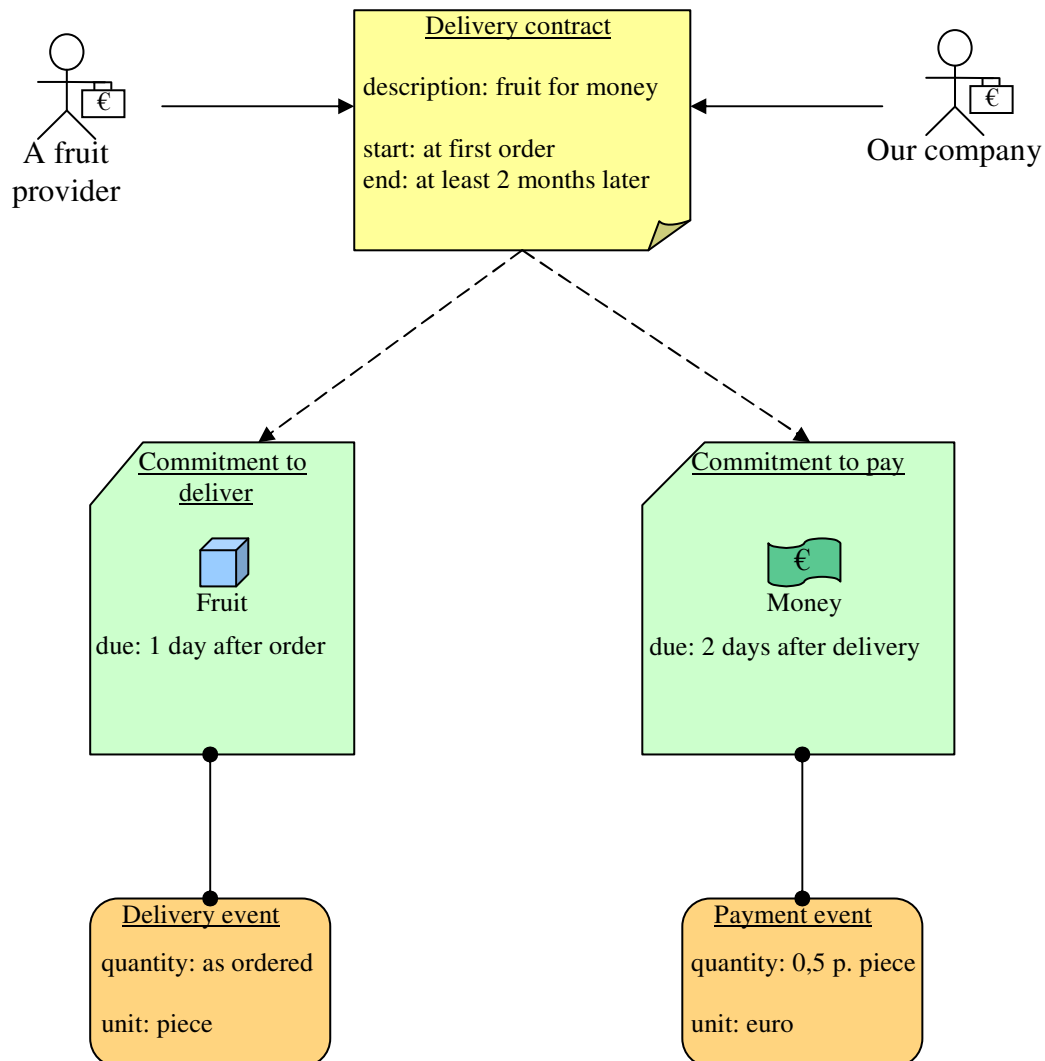 Delivery contract
description: fruit for money
start: at first order
end: at least 2 months later
€
A fruit
provider
€
Our company
Commitment to
deliver
Fruit
due: 1 day after order
Commitment to pay
€
Money
due: 2 days after delivery
Delivery event
quantity: as ordered
unit: piece
Payment event
quantity: 0,5 p. piece
unit: euro